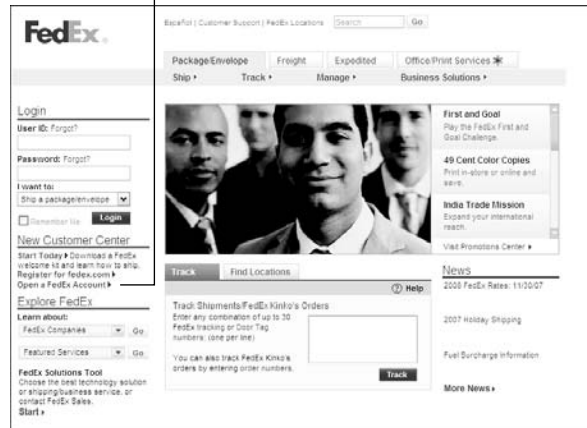 FedEx
Español | Customer Support | FedEx Locations
Search
Go
Package/Envelope
Freight
Expedited
Office/Print Services
Ship
Track
Manage
Business Solutions
Login
User ID: Forgot?
Password: Forgot?
I want to:
Ship a package/envelope
Remember Me
Login
New Customer Center
Start Today Download a FedEx
welcome kit and learn how to ship.
Register for fedex.com
Open a FedEx Account
Explore FedEx
Learn about:
FedEx Companies
Go
Featured Services
Go
FedEx Solutions Tool
Choose the best technology solution
or shipping/business service, or
contact FedEx Sales.
Start
First and Goal
Play the FedEx First and
Goal Challenge.
49 Cent Color Copies
Print in-store or online and
save.
India Trade Mission
Expand your international
reach.
Visit Promotions Center
Track
Find Locations
? Help
Track Shipments/FedEx Kinko's
Orders
Enter any combination of up to 30
FedEx tracking or Door Tag
numbers: (one per line)
You can also track FedEx Kinko's
orders by entering order numbers.
Track
News
2008 FedEx Rates: 11/30/07
2007 Holiday Shipping
Fuel Surcharge Information
More News